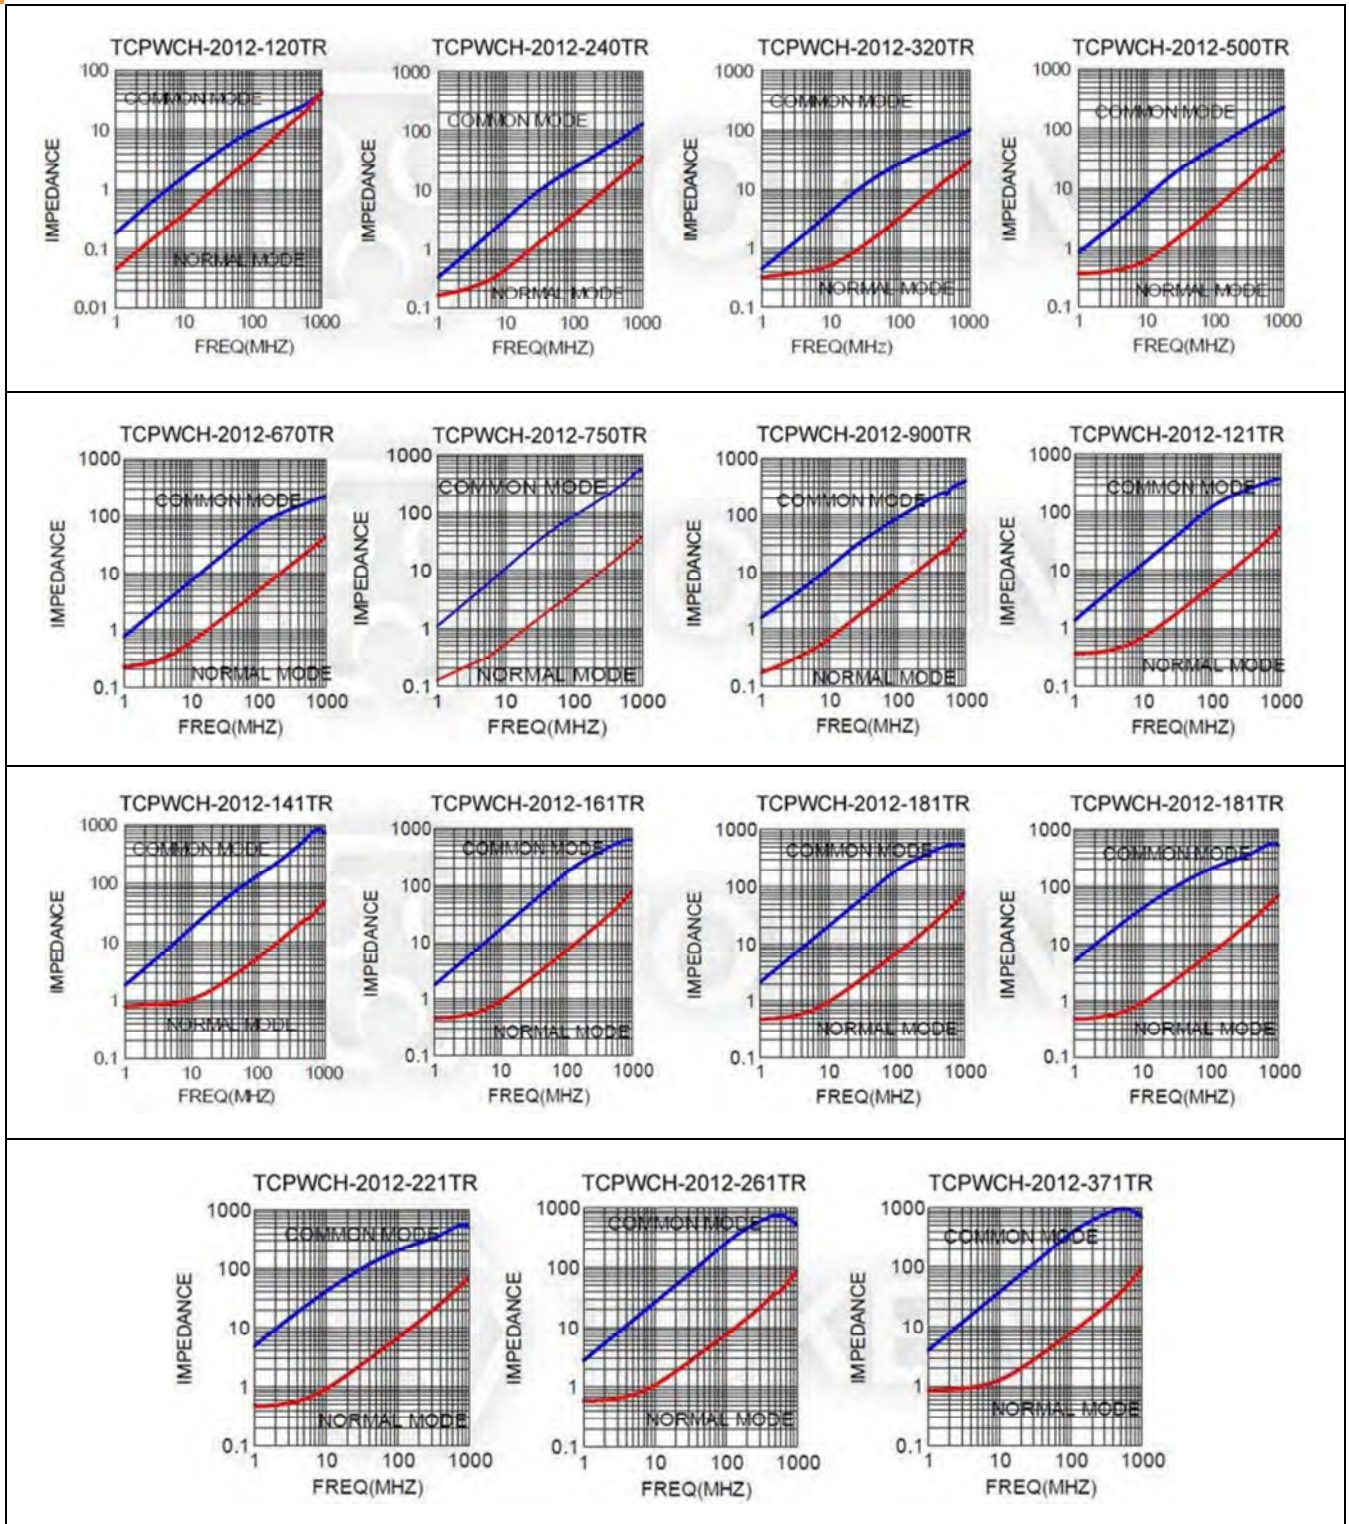 TCPWCH-2012-120TR
100
10
1
0.1
0.01
IMPEDANCE
COMMON MODE
NORMAL MODE
1 10 100 1000
FREQ(MHZ)
TCPWCH-2012-240TR
1000
100
10
1
0.1
IMPEDANCE
COMMON MODE
NORMAL MODE
1 10 100 1000
FREQ(MHZ)
TCPWCH-2012-320TR
1000
100
10
1
0.1
IMPEDANCE
COMMON MODE
NORMAL MODE
1 10 100 1000
FREQ(MHz)
TCPWCH-2012-500TR
1000
100
10
1
0.1
IMPEDANCE
COMMON MODE
NORMAL MODE
1 10 100 1000
FREQ(MHZ)
TCPWCH-2012-670TR
1000
100
10
1
0.1
IMPEDANCE
COMMON MODE
NORMAL MODE
1 10 100 1000
FREQ(MHZ)
TCPWCH-2012-750TR
1000
100
10
1
0.1
IMPEDANCE
COMMON MODE
NORMAL MODE
1 10 100 1000
FREQ(MHZ)
TCPWCH-2012-900TR
1000
100
10
1
0.1
IMPEDANCE
COMMON MODE
NORMAL MODE
1 10 100 1000
FREQ(MHZ)
TCPWCH-2012-121TR
1000
100
10
1
0.1
IMPEDANCE
COMMON MODE
NORMAL MODE
1 10 100 1000
FREQ(MHZ)
TCPWCH-2012-141TR
1000
100
10
1
0.1
IMPEDANCE
COMMON MODE
NORMAL MODE
1 10 100 1000
FREQ(MHZ)
TCPWCH-2012-161TR
1000
100
10
1
0.1
IMPEDANCE
COMMON MODE
NORMAL MODE
1 10 100 1000
FREQ(MHZ)
TCPWCH-2012-181TR
1000
100
10
1
0.1
IMPEDANCE
COMMON MODE
NORMAL MODE
1 10 100 1000
FREQ(MHZ)
TCPWCH-2012-181TR
1000
100
10
1
0.1
IMPEDANCE
COMMON MODE
NORMAL MODE
1 10 100 1000
FREQ(MHZ)
TCPWCH-2012-221TR
1000
100
10
1
0.1
IMPEDANCE
COMMON MODE
NORMAL MODE
1 10 100 1000
FREQ(MHZ)
TCPWCH-2012-261TR
1000
100
10
1
0.1
IMPEDANCE
COMMON MODE
NORMAL MODE
1 10 100 1000
FREQ(MHZ)
TCPWCH-2012-371TR
1000
100
10
1
0.1
IMPEDANCE
COMMON MODE
NORMAL MODE
1 10 100 1000
FREQ(MHZ)